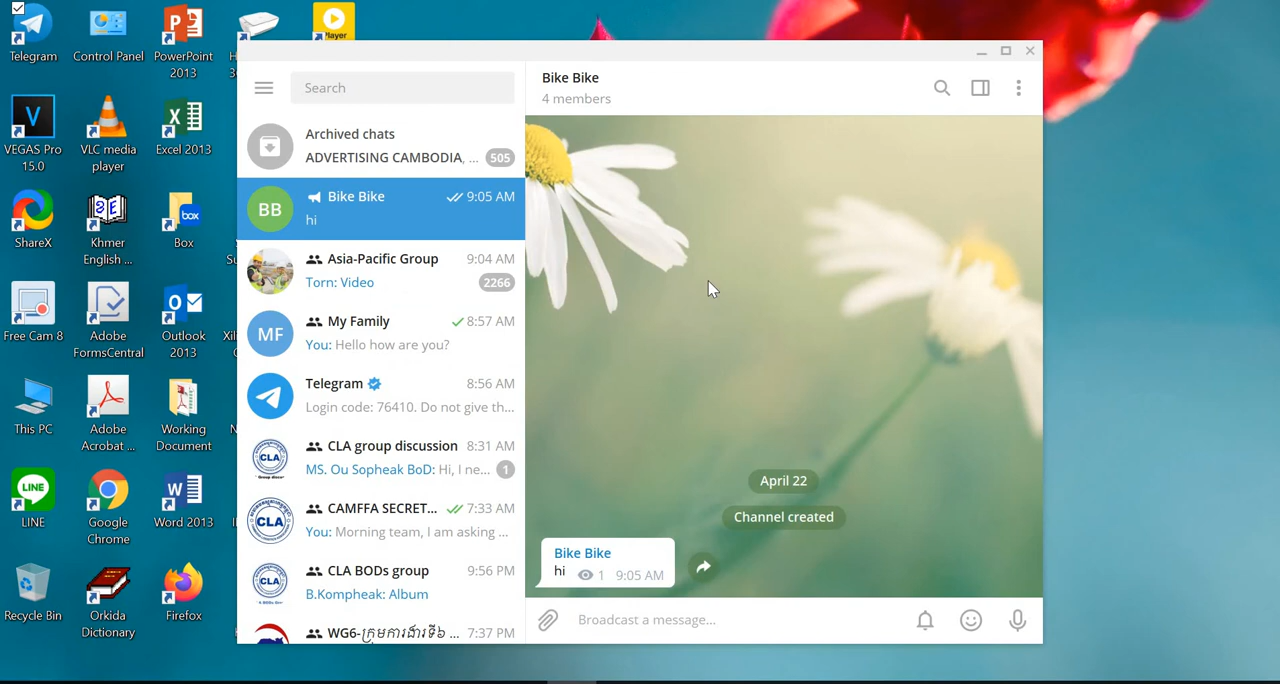 Telegram
Control Panel
PowerPoint
2013
Player
VEGAS Pro
15.0
VLC media
player
Excel 2013
ShareX
Khmer
English ...
Box
box
Free Cam 8
Adobe
FormsCentral
Outlook
2013
This PC
Adobe
Acrobat ...
Working
Document
LINE
LINE
Google
Chrome
Word 2013
Recycle Bin
Orkida
Dictionary
Firefox
Search
Archived chats
ADVERTISING CAMBODIA, ... 505
BB
Bike Bike 9:05 AM
hi
Asia-Pacific Group 9:04 AM
Torn: Video 2266
MF
My Family 8:57 AM
You: Hello how are you?
Telegram 8:56 AM
Login code: 76410. Do not give th...
CLA
CLA group discussion 8:31 AM
MS. Ou Sopheak BoD: Hi, I ne... 1
CLA
CAMFFA SECRET... 7:33 AM
You: Morning team, I am asking ...
CLA
CLA BODs group 9:56 PM
B.Kompheak: Album
WG6-ក្រុមការងារទី៦ ... 7:37 PM
Bike Bike
4 members
April 22
Channel created
Bike Bike
hi 1 9:05 AM
Broadcast a message...